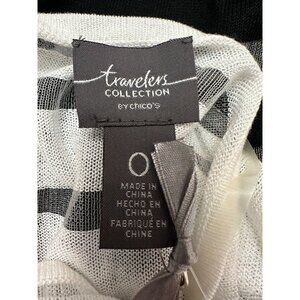 travelers
COLLECTION
BY CHICO'S
0
MADE IN
CHINA
HECHO EN
CHINA
FABRIQUÉ EN
CHINE